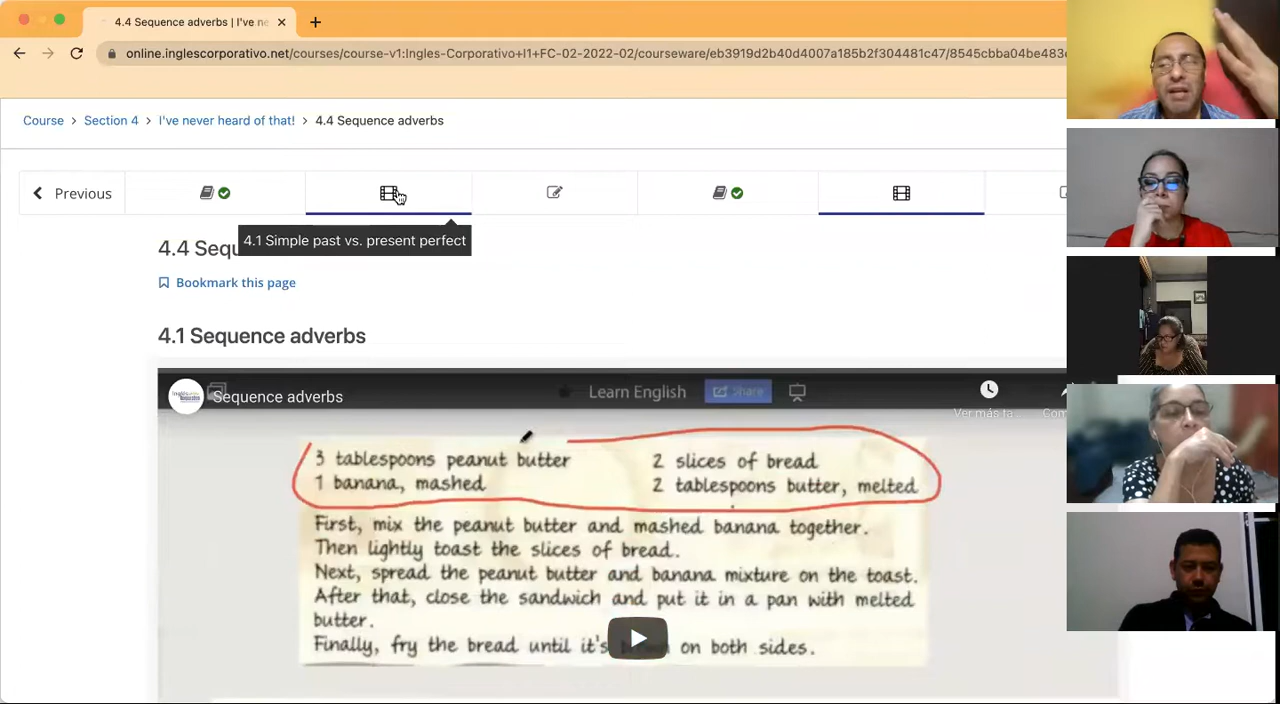 4.4 Sequence adverbs | I've ne
online.inglescorporativo.net/courses/course-v1:Ingles-Corporativo+I1+FC-02-2022-02/courseware/eb3919d2b40d4007a185b2f304481c47/8545cbba04be483
Course > Section 4 > I've never heard of that! > 4.4 Sequence adverbs
Previous
4.1 Simple past vs. present perfect
4.4 Sequ
Bookmark this page
4.1 Sequence adverbs
Sequence adverbs
Learn English
Share
Ver más ta...
Com
3 tablespoons peanut butter
2 slices of bread
1 banana, mashed
2 tablespoons butter, melted
First, mix the peanut butter and mashed banana together.
Then lightly toast the slices of bread.
Next, spread the peanut butter and banana mixture on the toast.
After that, close the sandwich and put it in a pan with melted
butter.
Finally, fry the bread until it's on both sides.